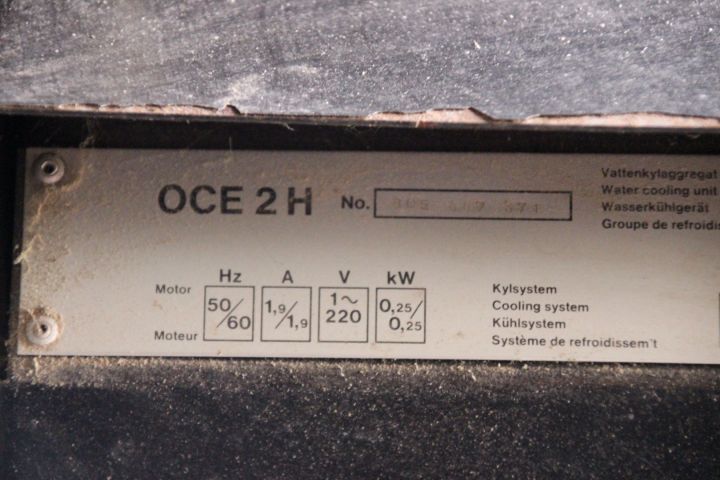 Vattenkylaggregat
OCE 2 H No. Water cooling unit
Wasserkühlgerät
Groupe de refroidis
Hz A V kW
Motor 50/60 1,9/1,9 1~ 220 0,25/0,25
Moteur
Kylsystem
Cooling system
Kühlsystem
Système de refroidissem't